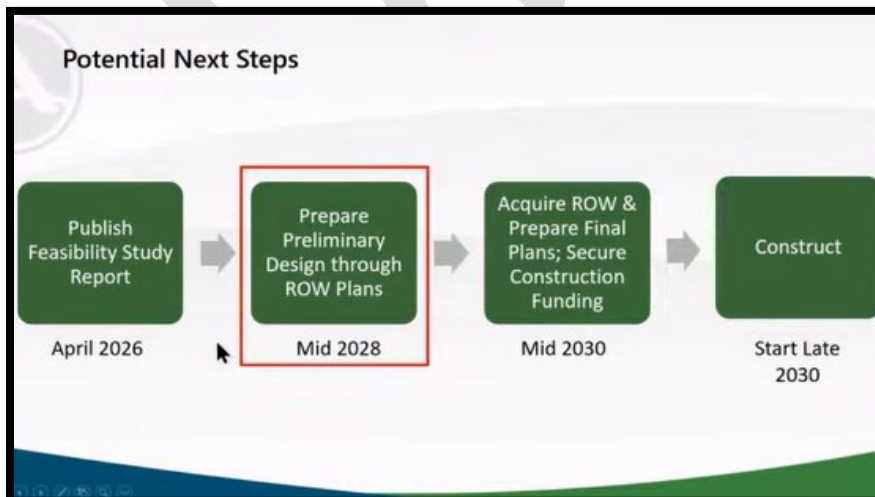 Potential Next Steps
Publish
Feasibility Study
Report
April 2026
Prepare
Preliminary
Design through
ROW Plans
Mid 2028
Acquire ROW &
Prepare Final
Plans; Secure
Construction
Funding
Mid 2030
Construct
Start Late
2030